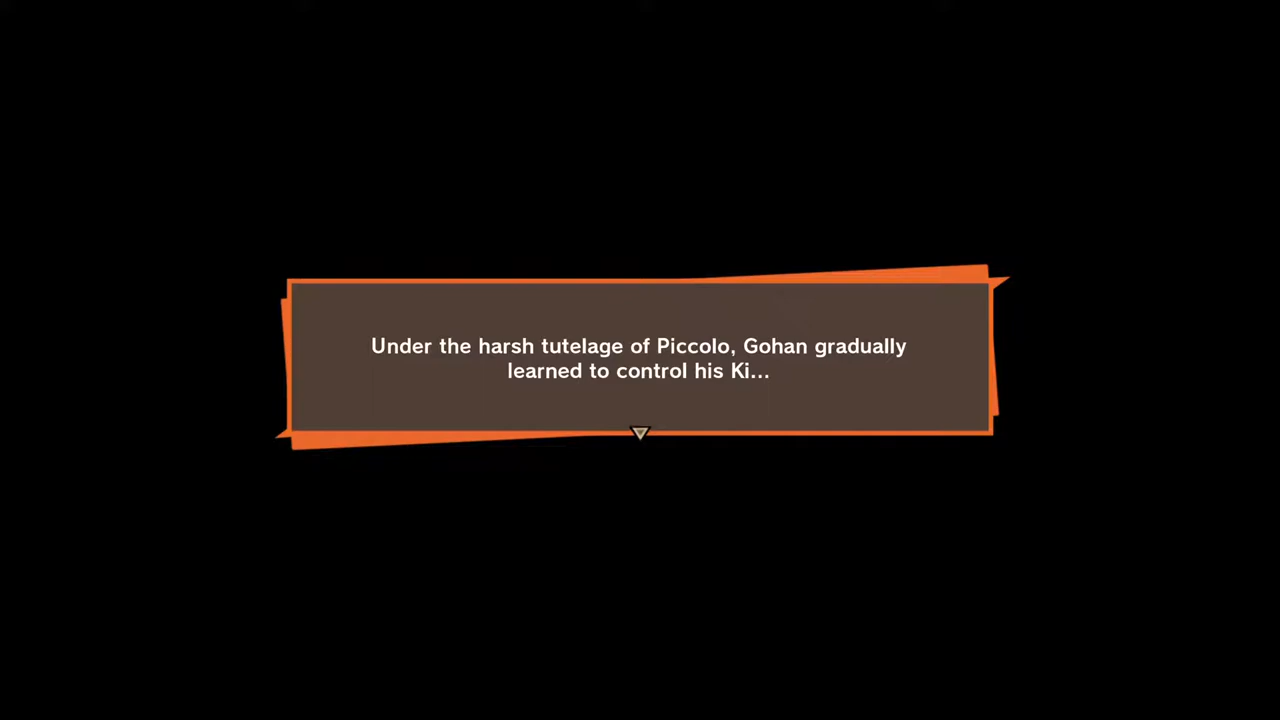 Under the harsh tutelage of Piccolo, Gohan gradually
learned to control his Ki...